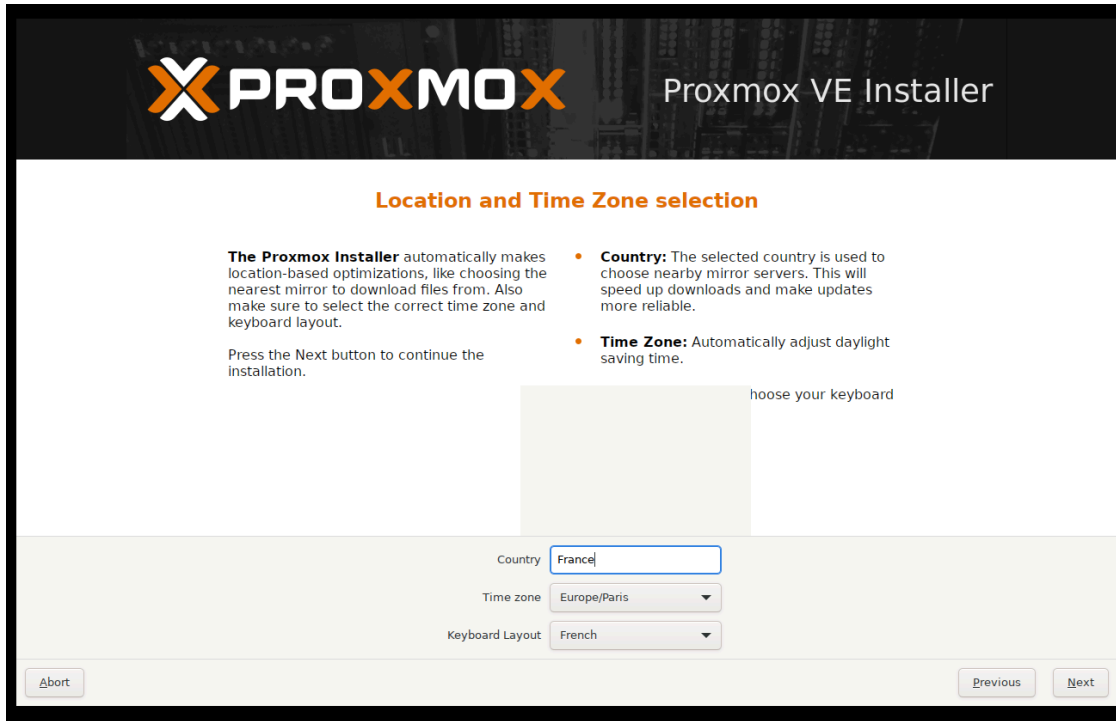 PROXMOX
Proxmox VE Installer
Location and Time Zone selection
The Proxmox Installer automatically makes
location-based optimizations, like choosing the
nearest mirror to download files from. Also
make sure to select the correct time zone and
keyboard layout.
Press the Next button to continue the
installation.
• Country: The selected country is used to
choose nearby mirror servers. This will
speed up downloads and make updates
more reliable.
• Time Zone: Automatically adjust daylight
saving time.
your keyboard
Country France
Time zone Europe/Paris
Keyboard Layout French
Abort
Previous
Next